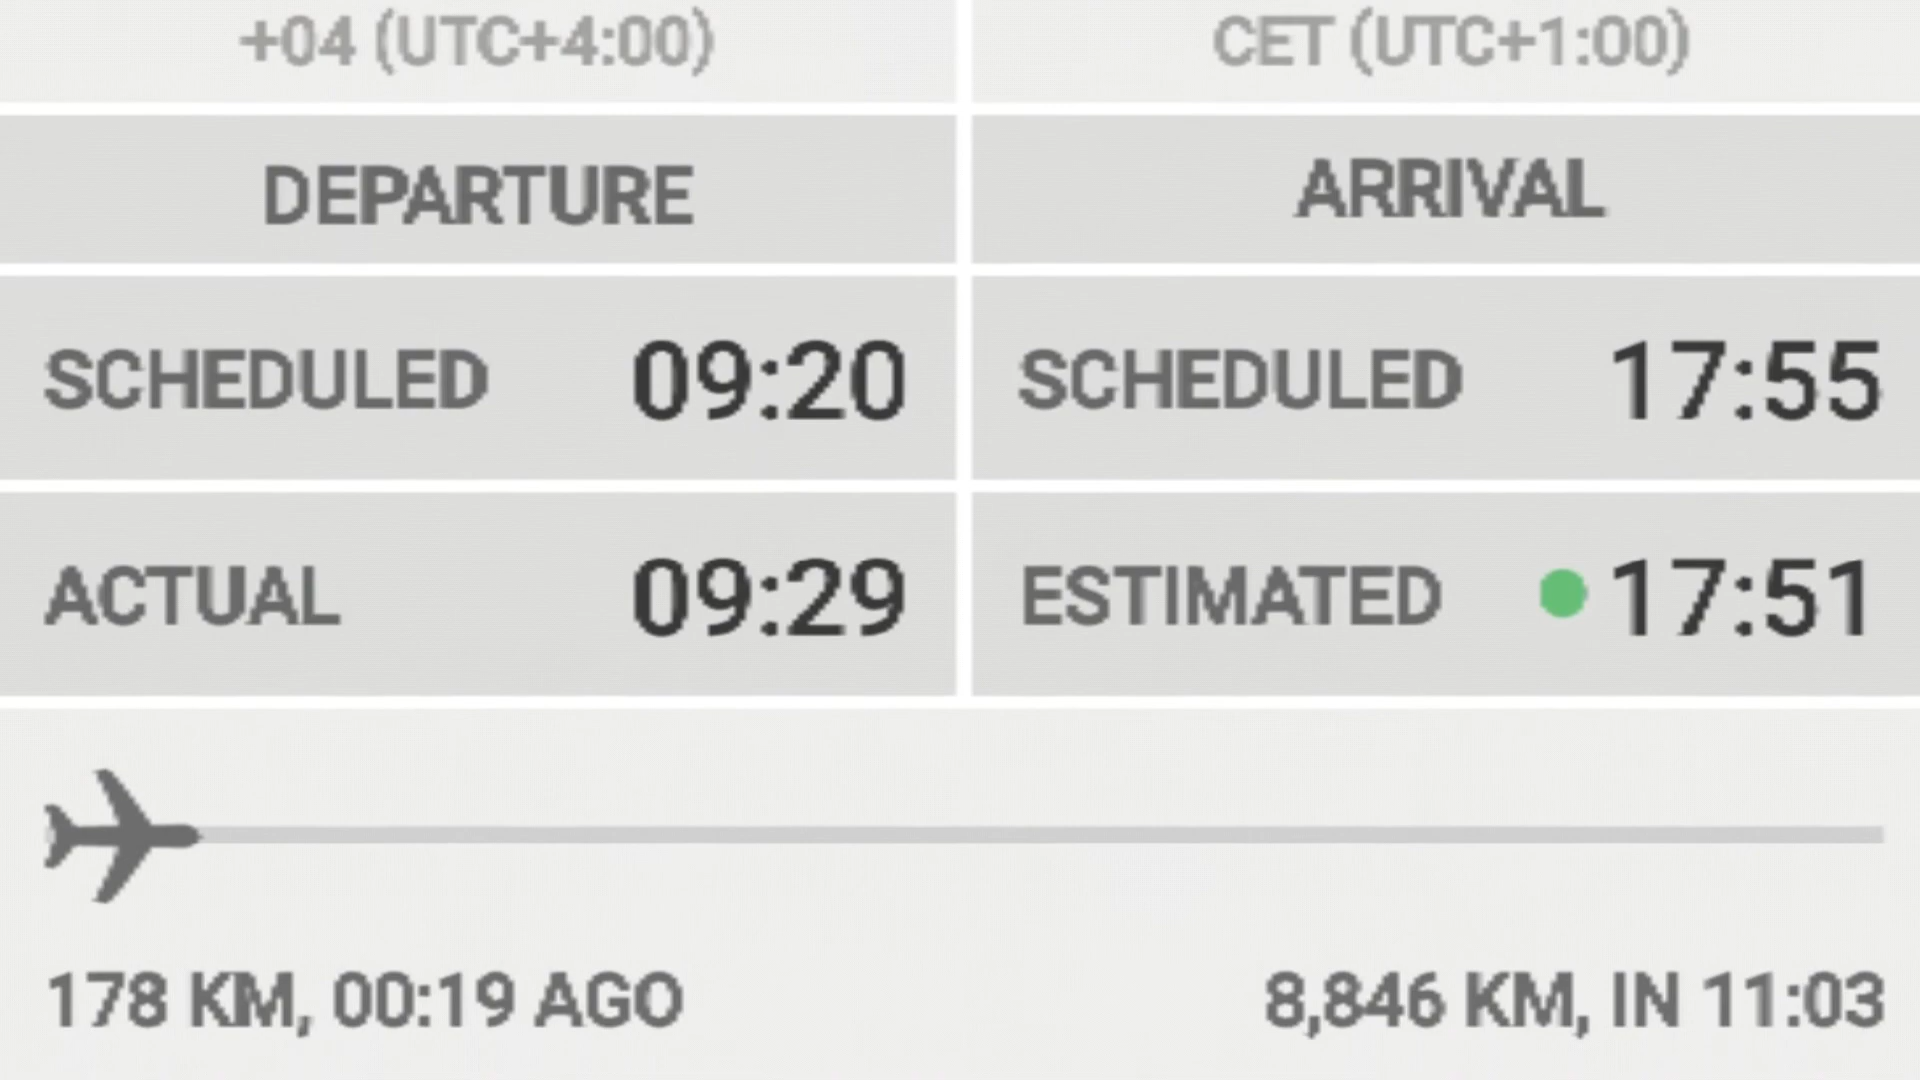 +04 (UTC+4:00)
CET (UTC+1:00)
DEPARTURE
ARRIVAL
SCHEDULED 09:20
SCHEDULED 17:55
ACTUAL 09:29
ESTIMATED 17:51
178 KM, 00:19 AGO
8,846 KM, IN 11:03